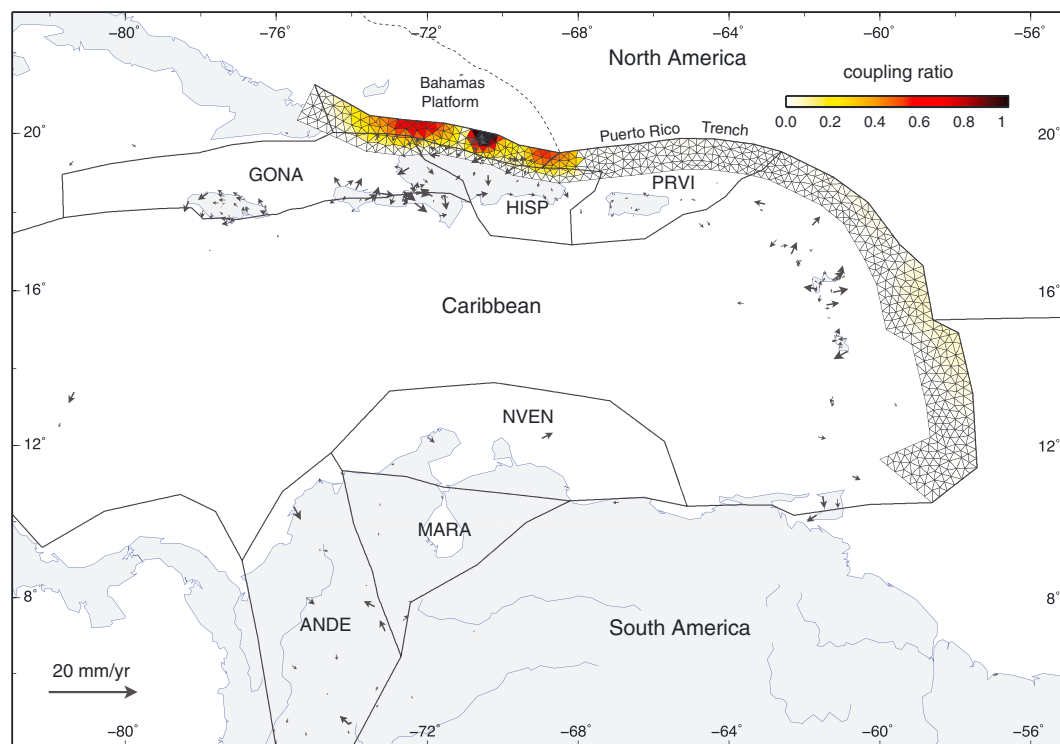 −80° −76° −72° −68° −64° −60° −56°
North America
coupling ratio
0.0 0.2 0.4 0.6 0.8 1
Bahamas
Platform
Puerto Rico Trench
20° 20°
GONA
PRVI
HISP
16° 16°
Caribbean
NVEN
12° 12°
MARA
8° 8°
ANDE
South America
20 mm/yr
−80° −76° −72° −68° −64° −60° −56°